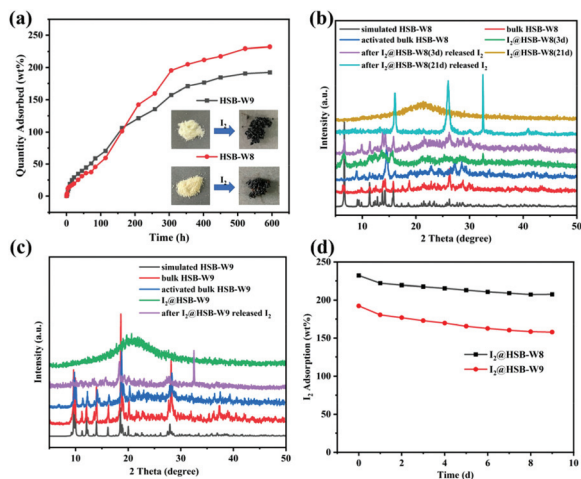 (a)
250
200
150
100
50
0
0 100 200 300 400 500 600
Quantity Adsorbed (wt%)
Time (h)
HSB-W9
I₂
HSB-W8
I₂
(b)
simulated HSB-W8 bulk HSB-W8
activated bulk HSB-W8 I₂@HSB-W8(3d)
after I₂@HSB-W8(3d) released I₂ I₂@HSB-W8(21d)
after I₂@HSB-W8(21d) released I₂
Intensity (a.u.)
10 20 30 40 50
2 Theta (degree)
(c)
simulated HSB-W9
bulk HSB-W9
activated bulk HSB-W9
I₂@HSB-W9
after I₂@HSB-W9 released I₂
Intensity (a.u.)
10 20 30 40 50
2 Theta (degree)
(d)
250
200
150
100
50
0
0 2 4 6 8 10
I₂ Adsorption (wt%)
Time (d)
I₂@HSB-W8
I₂@HSB-W9